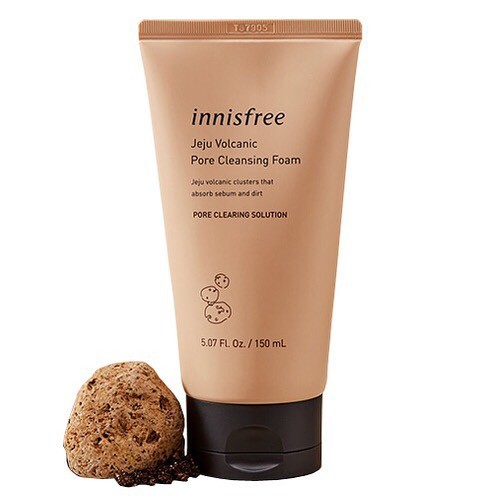 innisfree
Jeju Volcanic
Pore Cleansing Foam
Jeju volcanic clusters that
absorb sebum and dirt
PORE CLEARING SOLUTION
5.07 Fl. Oz. / 150 mL